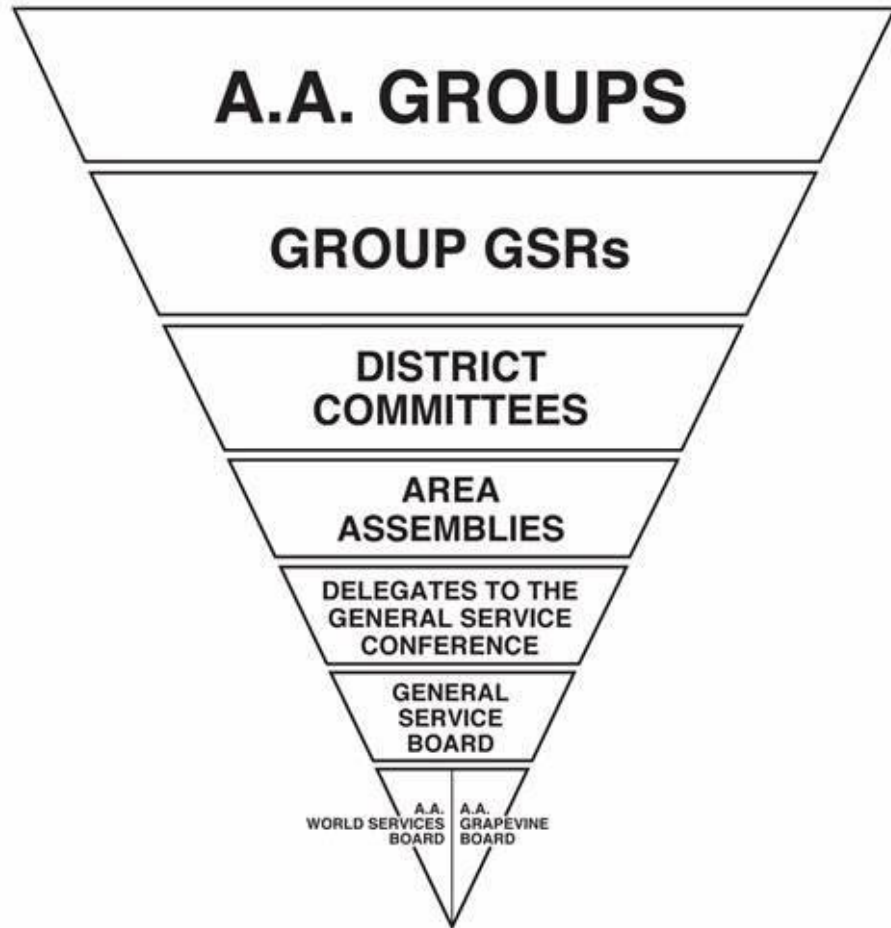 A.A. GROUPS
GROUP GSRs
DISTRICT
COMMITTEES
AREA
ASSEMBLIES
DELEGATES TO THE
GENERAL SERVICE
CONFERENCE
GENERAL
SERVICE
BOARD
A.A.
WORLD SERVICES
BOARD
A.A.
GRAPEVINE
BOARD